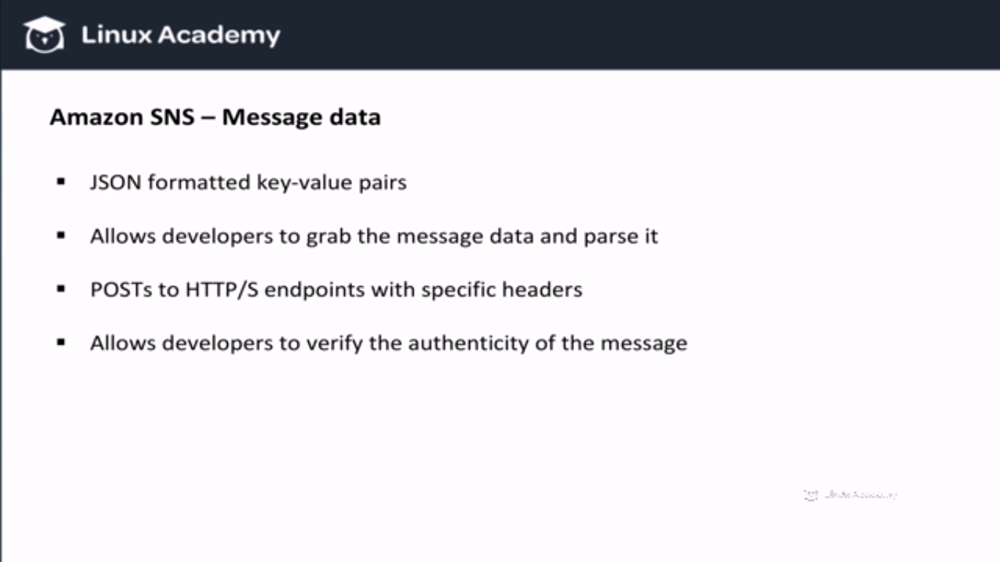 Linux Academy
Amazon SNS – Message data
▪ JSON formatted key-value pairs
▪ Allows developers to grab the message data and parse it
▪ POSTs to HTTP/S endpoints with specific headers
▪ Allows developers to verify the authenticity of the message
Linux Academy